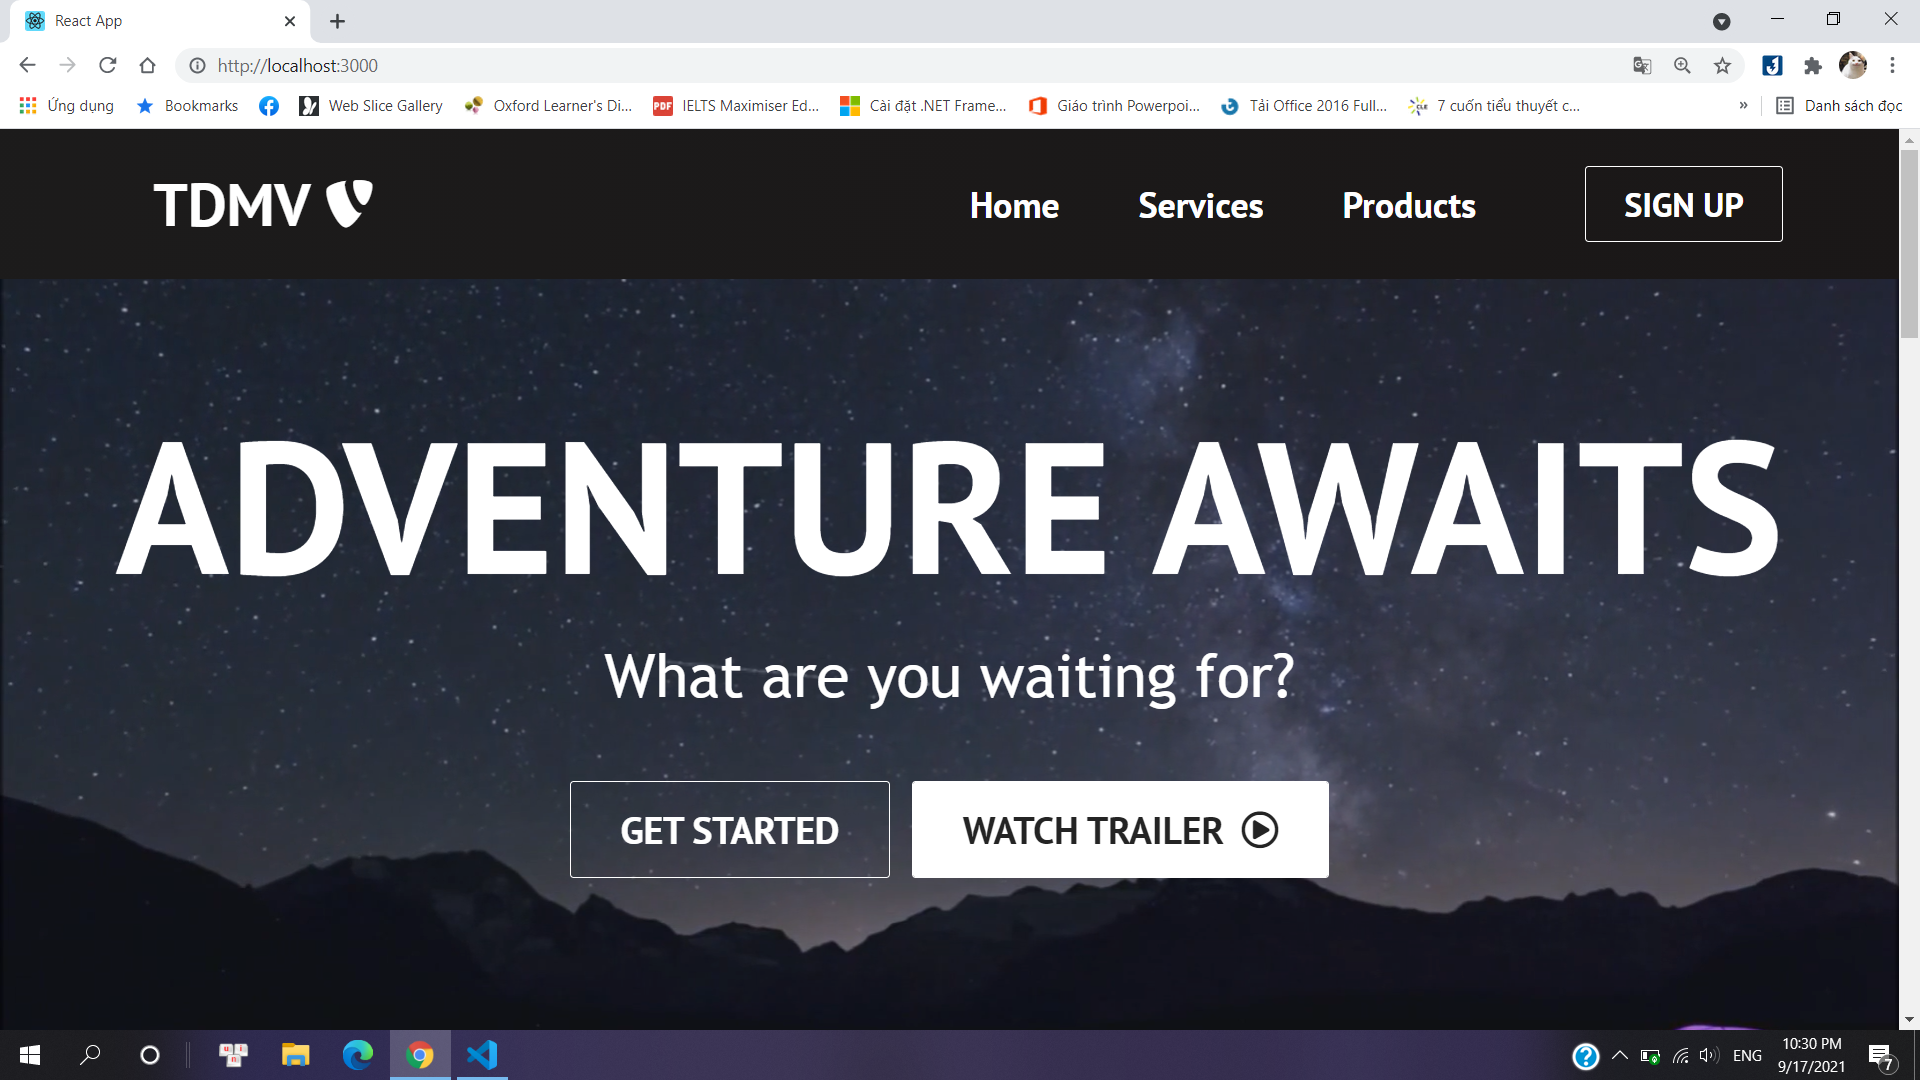 React App
http://localhost:3000
Ứng dụng Bookmarks Web Slice Gallery Oxford Learner's Di... PDF IELTS Maximiser Ed... Cài đặt .NET Frame... Giáo trình Powerpoi... Tải Office 2016 Full... CLE 7 cuốn tiểu thuyết c... » Danh sách đọc
TDMV Home Services Products SIGN UP
ADVENTURE AWAITS
What are you waiting for?
GET STARTED WATCH TRAILER
ENG
10:30 PM
9/17/2021
7